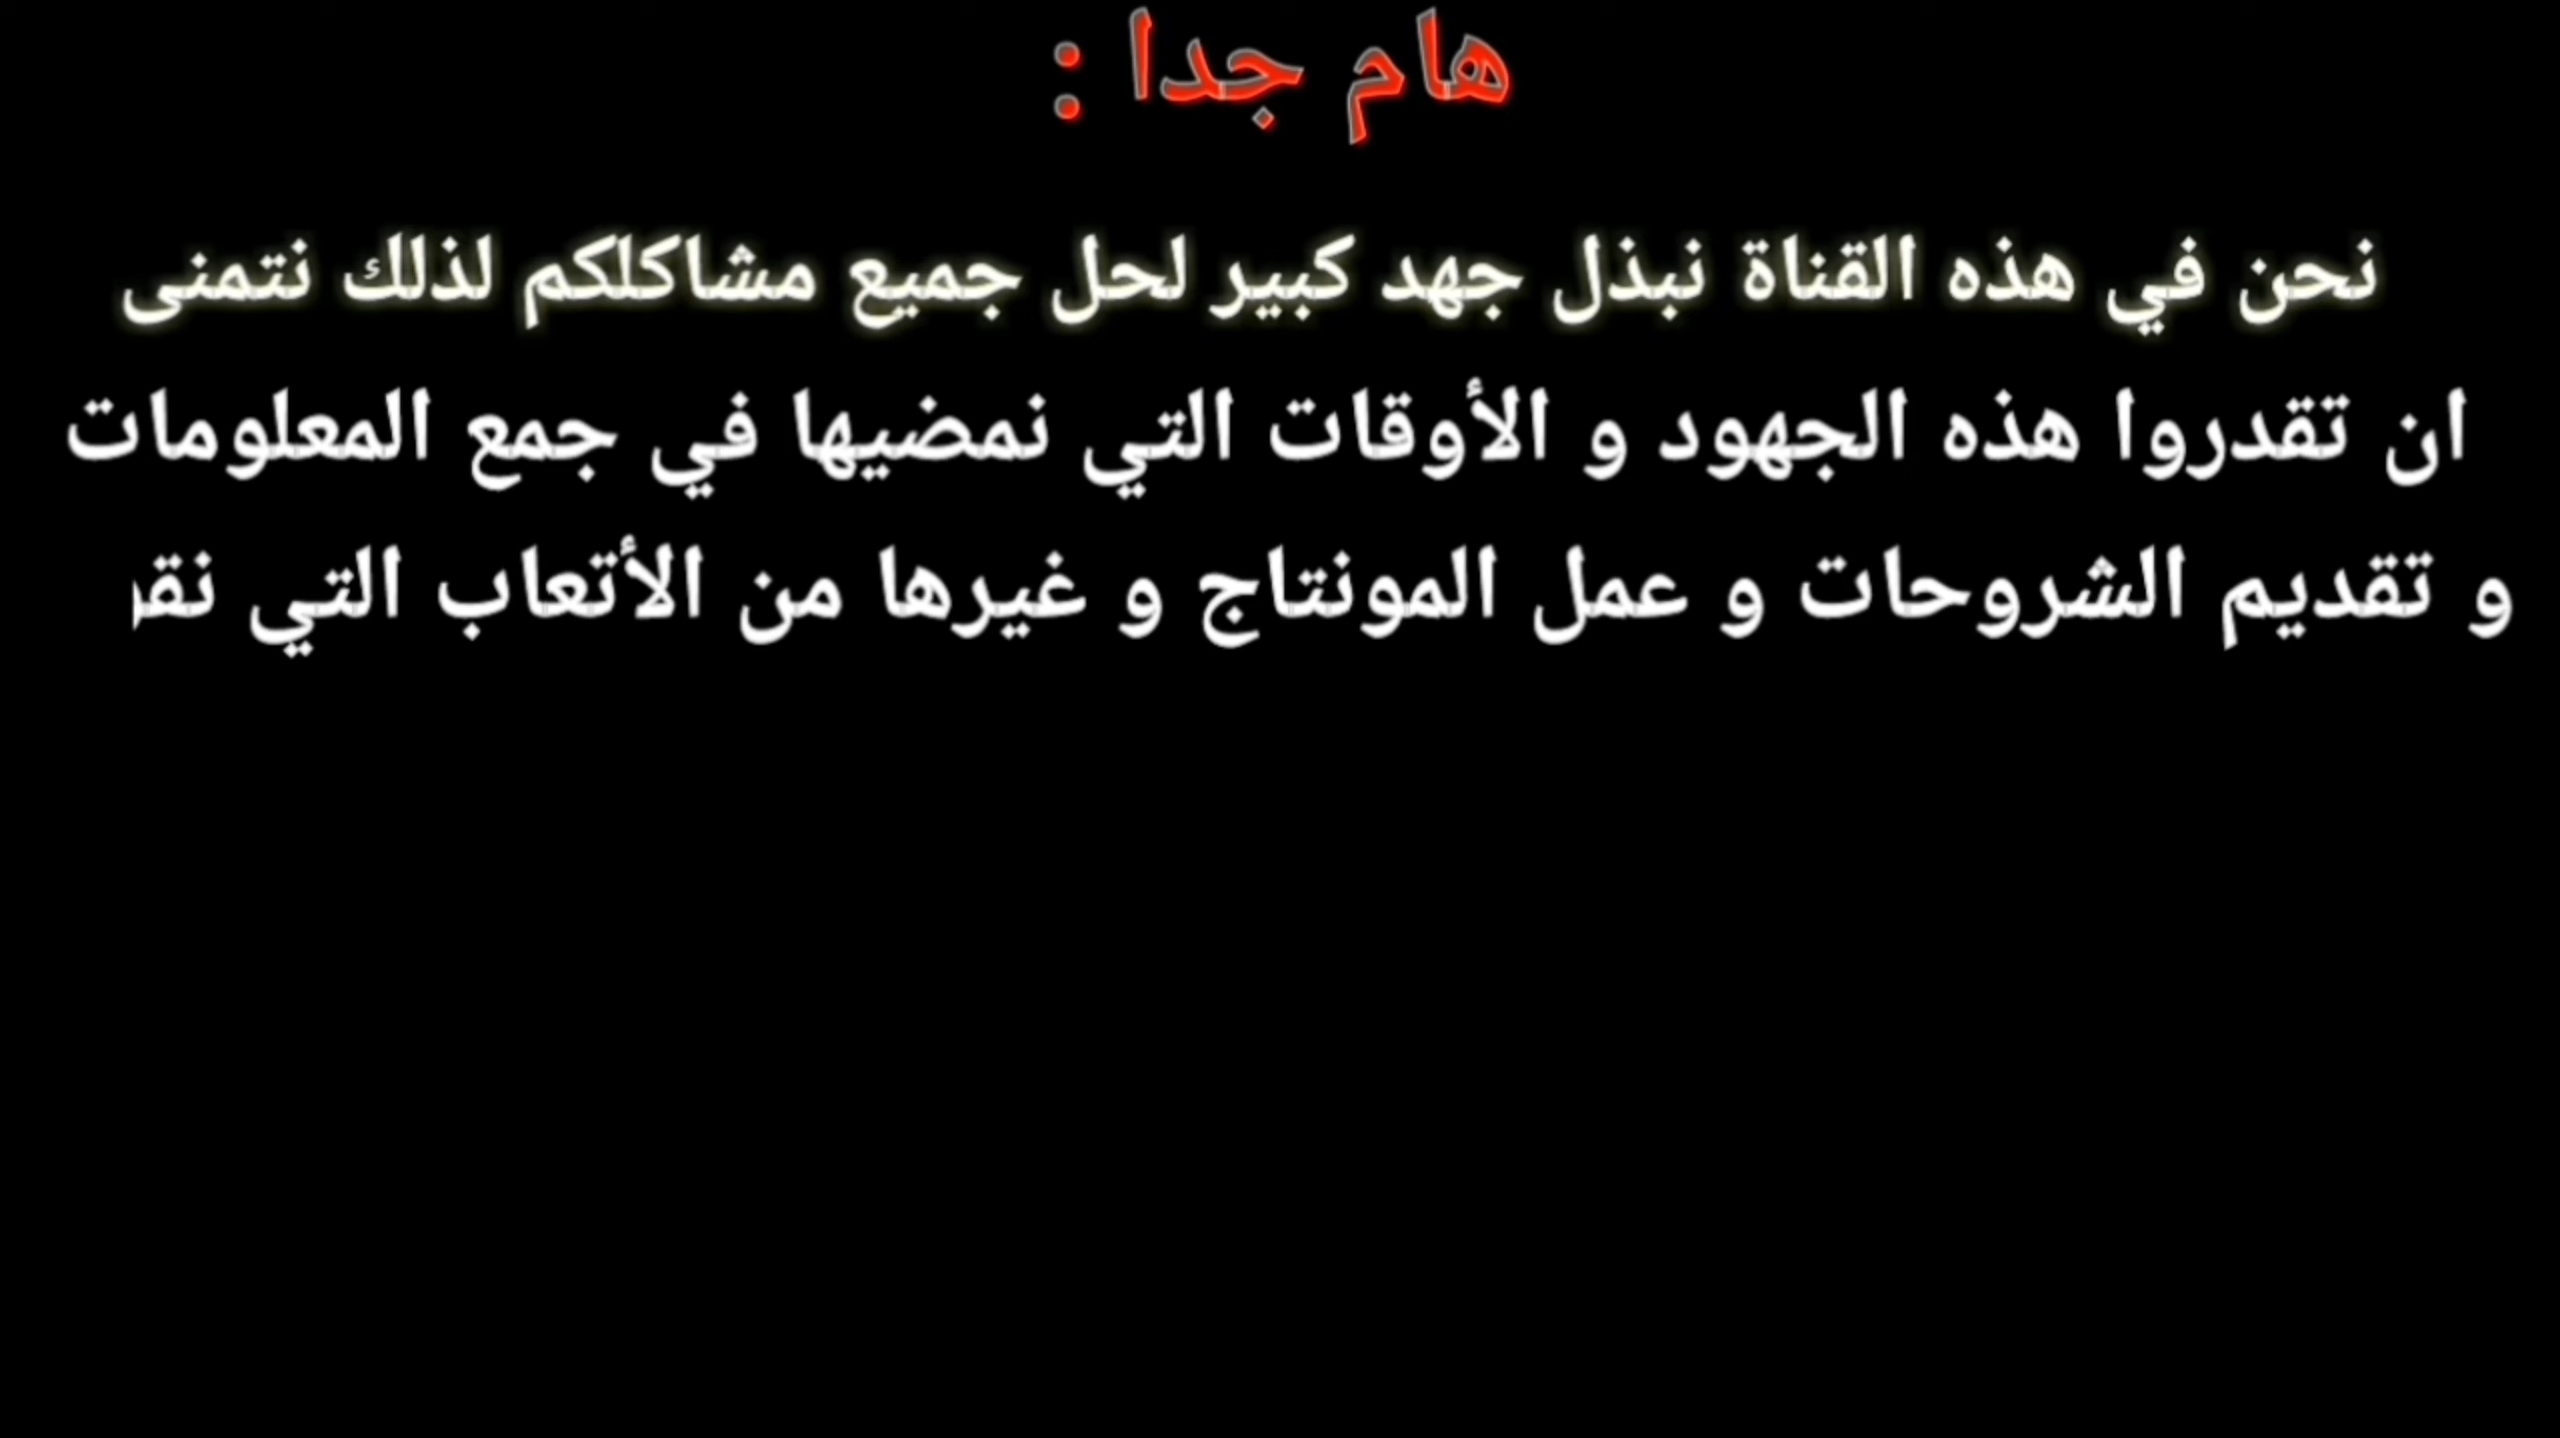 هام جدا :
نحن في هذه القناة نبذل جهد كبير لحل جميع مشاكلكم لذلك نتمنى
ان تقدروا هذه الجهود و الأوقات التي نمضيها في جمع المعلومات
و تقديم الشروحات و عمل المونتاج و غيرها من الأتعاب التي